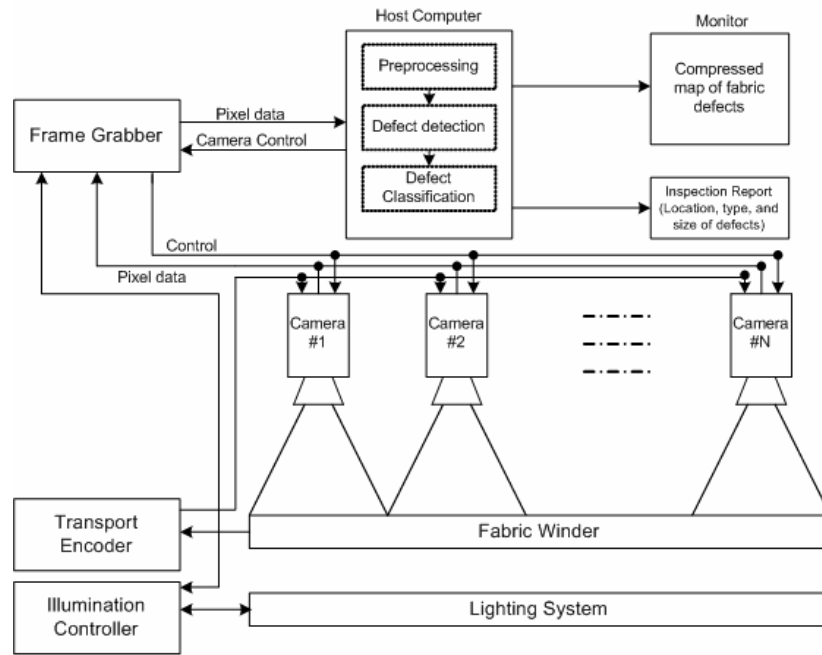 Host Computer
Monitor
Preprocessing
Defect detection
Defect
Classification
Compressed
map of fabric
defects
Frame Grabber
Pixel data
Camera Control
Inspection Report
(Location, type, and
size of defects)
Control
Pixel data
Camera
#1
Camera
#2
Camera
#N
Transport
Encoder
Fabric Winder
Illumination
Controller
Lighting System